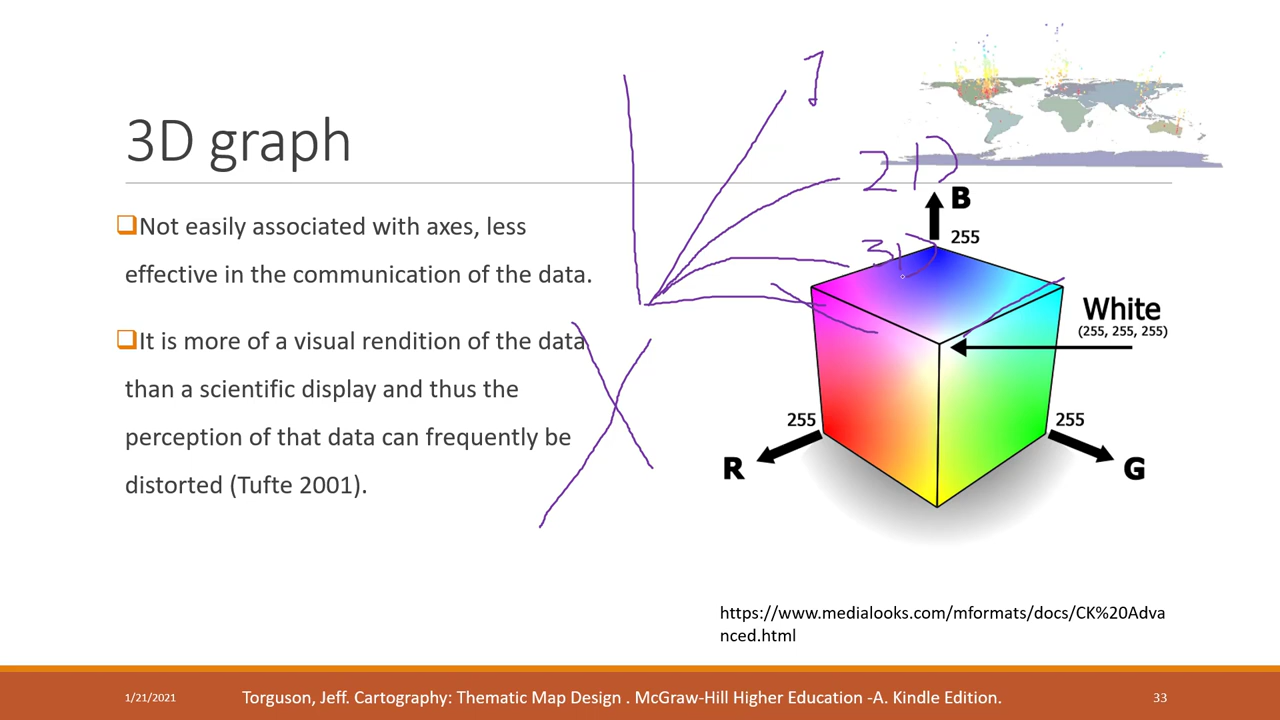 3D graph
Not easily associated with axes, less
effective in the communication of the data.
It is more of a visual rendition of the data
than a scientific display and thus the
perception of that data can frequently be
distorted (Tufte 2001).
1
2D
3D
B
255
White
(255, 255, 255)
255
255
R
G
https://www.medialooks.com/mformats/docs/CK%20Adva
nced.html
1/21/2021
Torguson, Jeff. Cartography: Thematic Map Design . McGraw-Hill Higher Education -A. Kindle Edition.
33